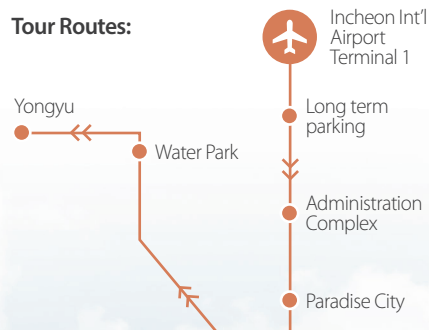 Tour Routes:
Incheon Int'l
Airport
Terminal 1
Long term
parking
Yongyu
Water Park
Administration
Complex
Paradise City